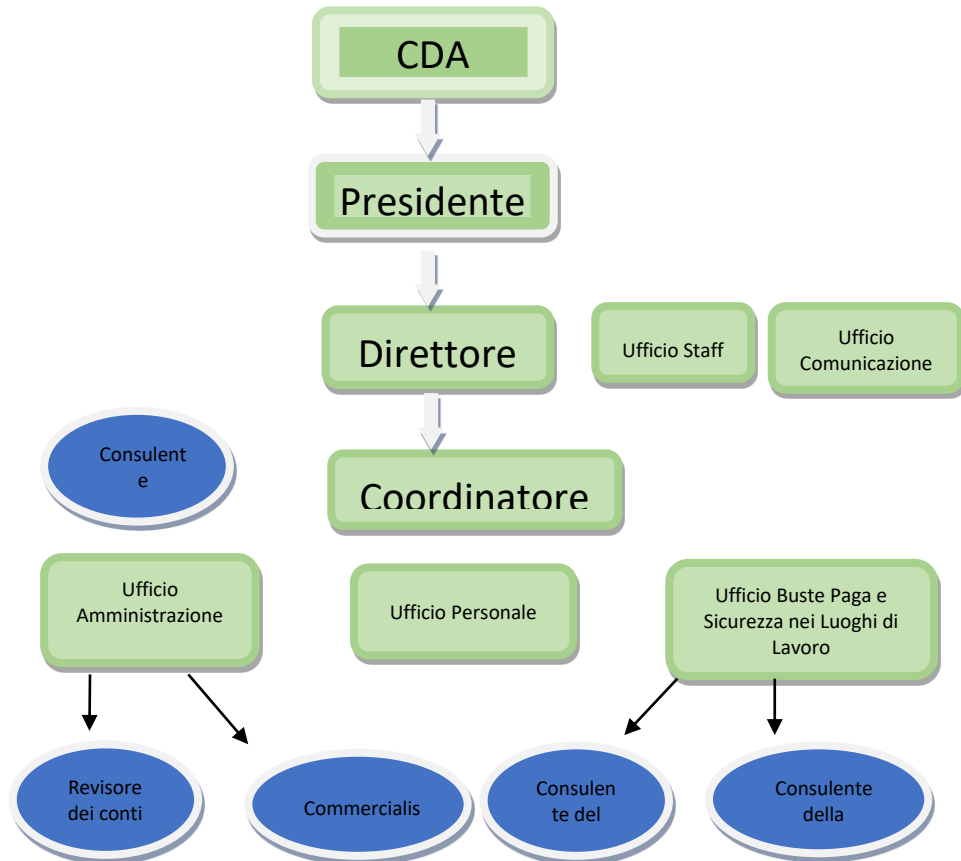 CDA
Presidente
Direttore
Ufficio Staff
Ufficio
Comunicazione
Consulent
e
Coordinatore
Ufficio
Amministrazione
Ufficio Personale
Ufficio Buste Paga e
Sicurezza nei Luoghi di
Lavoro
Revisore
dei conti
Commercialis
Consulen
te del
Consulente
della